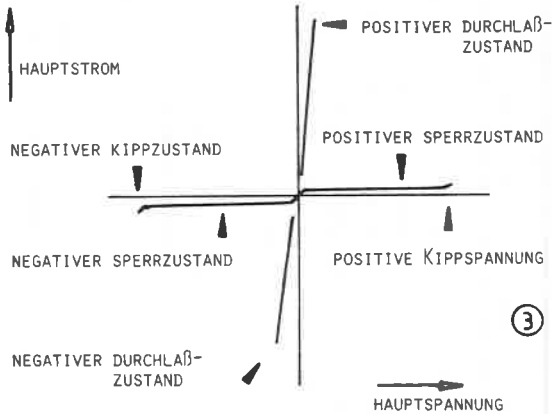 POSITIVER DURCHLAß-
ZUSTAND
HAUPTSTROM
NEGATIVER KIPPZUSTAND
POSITIVER SPERRZUSTAND
NEGATIVER SPERRZUSTAND
POSITIVE KIPPSPANNUNG
3
NEGATIVER DURCHLAß-
ZUSTAND
HAUPTSPANNUNG